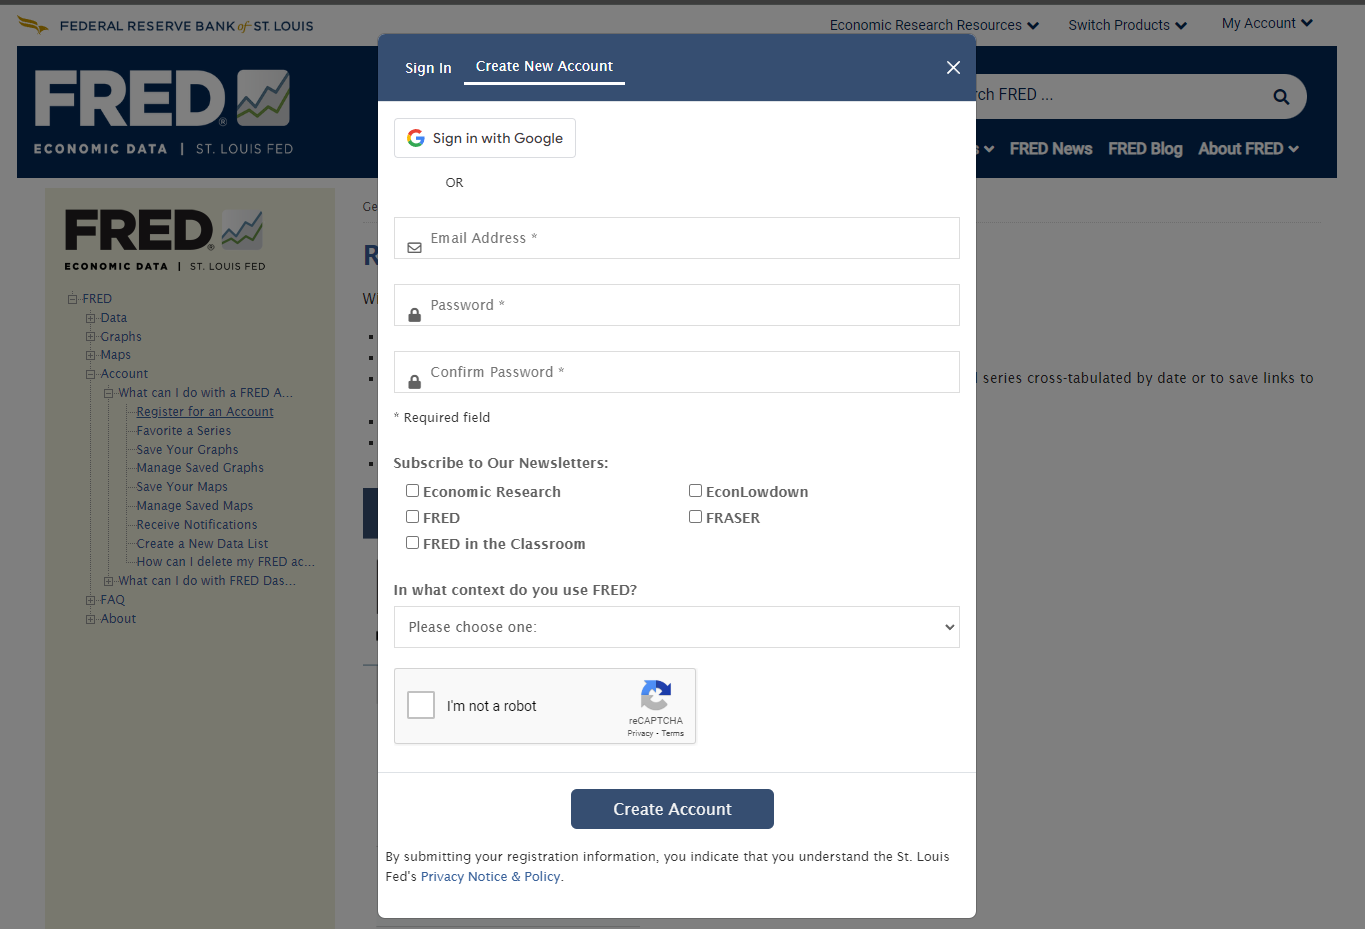 FEDERAL RESERVE BANK of ST. LOUIS
Economic Research Resources
Switch Products
My Account
FRED®
ECONOMIC DATA | ST. LOUIS FED
FRED ...
FRED News
FRED Blog
About FRED
Sign In
Create New Account
Sign in with Google
OR
Email Address *
Password *
Confirm Password *
* Required field
Subscribe to Our Newsletters:
Economic Research
EconLowdown
FRED
FRASER
FRED in the Classroom
In what context do you use FRED?
Please choose one:
I'm not a robot
reCAPTCHA
Privacy - Terms
Create Account
By submitting your registration information, you indicate that you understand the St. Louis
Fed's Privacy Notice & Policy.
FRED®
ECONOMIC DATA | ST. LOUIS FED
FRED
Data
Graphs
Maps
Account
What can I do with a FRED A...
Register for an Account
Favorite a Series
Save Your Graphs
Manage Saved Graphs
Save Your Maps
Manage Saved Maps
Receive Notifications
Create a New Data List
How can I delete my FRED ac...
What can I do with FRED Das...
FAQ
About
series cross-tabulated by date or to save links to